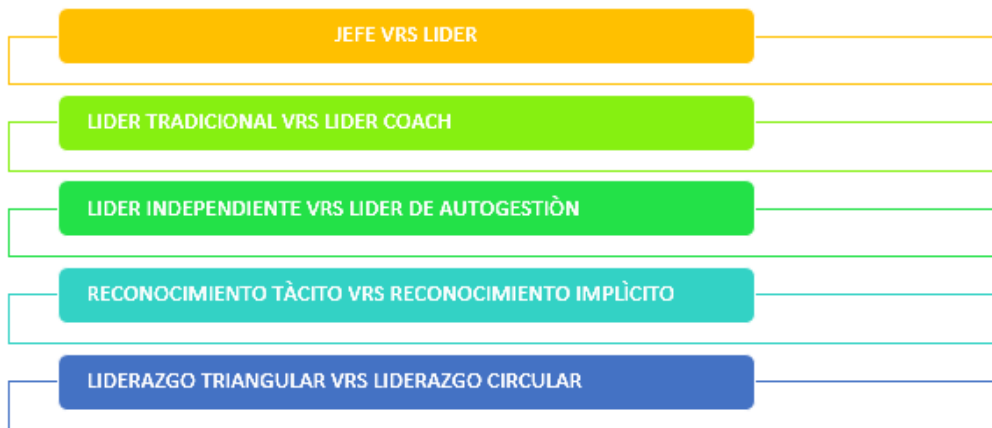 JEFE VRS LIDER
LIDER TRADICIONAL VRS LIDER COACH
LIDER INDEPENDIENTE VRS LIDER DE AUTOGESTIÒN
RECONOCIMIENTO TÀCITO VRS RECONOCIMIENTO IMPLÌCITO
LIDERAZGO TRIANGULAR VRS LIDERAZGO CIRCULAR